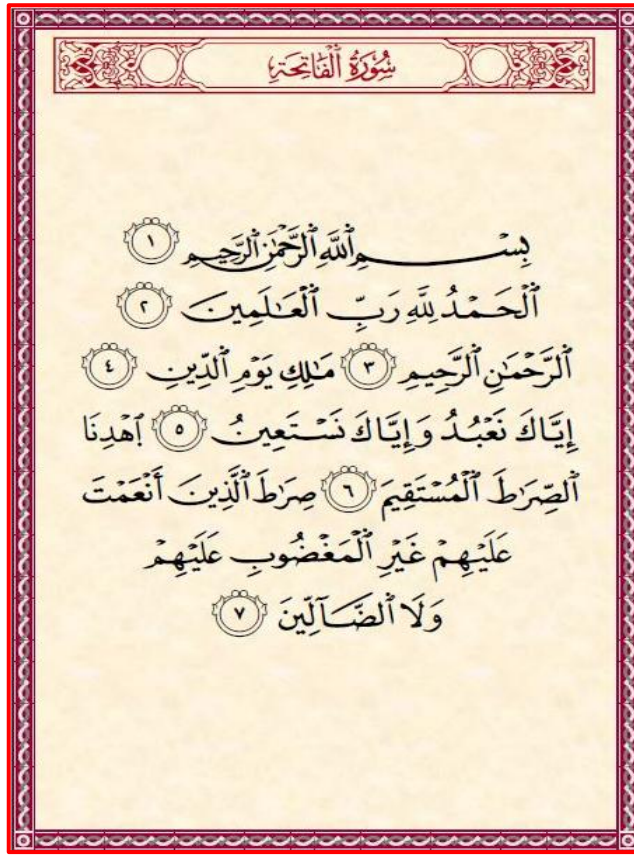 سُورَةُ ٱلْفَاتِحَةِ
بِسْمِ ٱللَّهِ ٱلرَّحْمَٰنِ ٱلرَّحِيمِ ١
ٱلْحَمْدُ لِلَّهِ رَبِّ ٱلْعَٰلَمِينَ ٢
ٱلرَّحْمَٰنِ ٱلرَّحِيمِ ٣ مَٰلِكِ يَوْمِ ٱلدِّينِ ٤
إِيَّاكَ نَعْبُدُ وَإِيَّاكَ نَسْتَعِينُ ٥ ٱهْدِنَا
ٱلصِّرَٰطَ ٱلْمُسْتَقِيمَ ٦ صِرَٰطَ ٱلَّذِينَ أَنْعَمْتَ
عَلَيْهِمْ غَيْرِ ٱلْمَغْضُوبِ عَلَيْهِمْ
وَلَا ٱلضَّآلِّينَ ٧